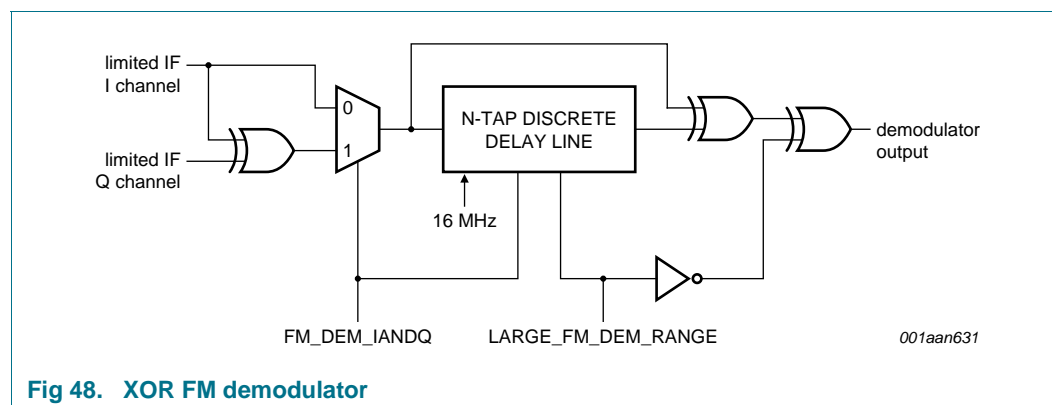 limited IF
I channel
0
N-TAP DISCRETE
DELAY LINE
demodulator
output
limited IF
Q channel
1
16 MHz
FM_DEM_IANDQ
LARGE_FM_DEM_RANGE
001aan631
Fig 48. XOR FM demodulator